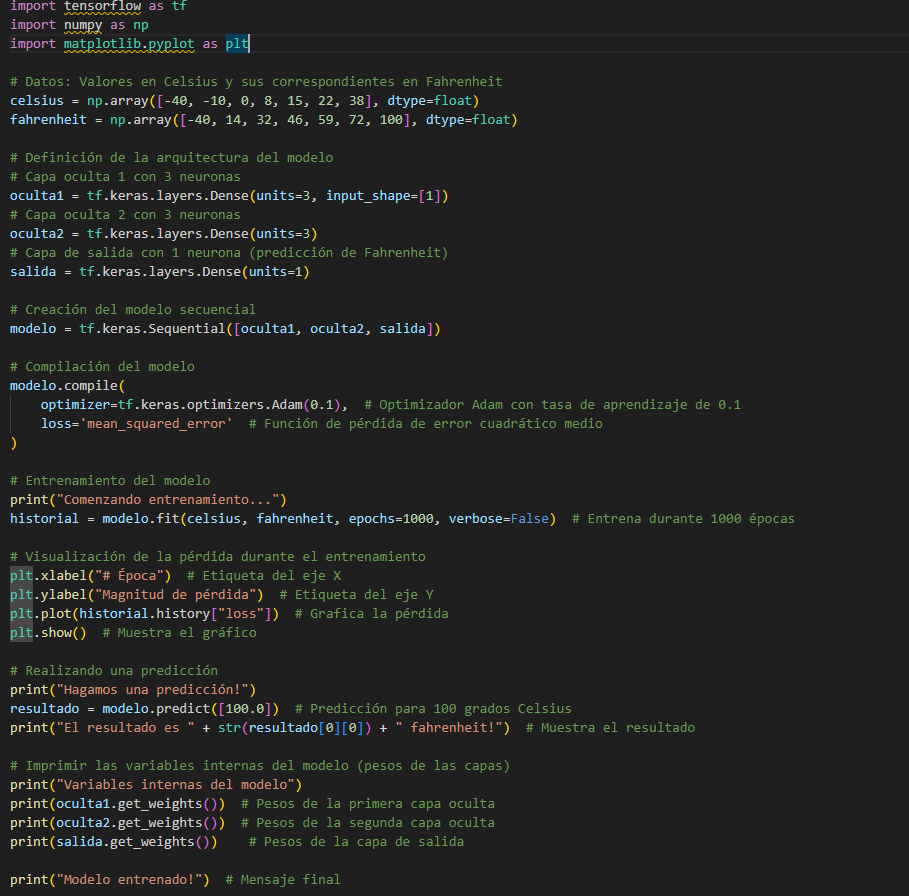 import tensorflow as tf
import numpy as np
import matplotlib.pyplot as plt
# Datos: Valores en Celsius y sus correspondientes en Fahrenheit
celsius = np.array([-40, -10, 0, 8, 15, 22, 38], dtype=float)
fahrenheit = np.array([-40, 14, 32, 46, 59, 72, 100], dtype=float)
# Definición de la arquitectura del modelo
# Capa oculta 1 con 3 neuronas
oculta1 = tf.keras.layers.Dense(units=3, input_shape=[1])
# Capa oculta 2 con 3 neuronas
oculta2 = tf.keras.layers.Dense(units=3)
# Capa de salida con 1 neurona (predicción de Fahrenheit)
salida = tf.keras.layers.Dense(units=1)
# Creación del modelo secuencial
modelo = tf.keras.Sequential([oculta1, oculta2, salida])
# Compilación del modelo
modelo.compile(
    optimizer=tf.keras.optimizers.Adam(0.1),  # Optimizador Adam con tasa de aprendizaje de 0.1
    loss='mean_squared_error'  # Función de pérdida de error cuadrático medio
)
# Entrenamiento del modelo
print("Comenzando entrenamiento...")
historial = modelo.fit(celsius, fahrenheit, epochs=1000, verbose=False)  # Entrena durante 1000 épocas
# Visualización de la pérdida durante el entrenamiento
plt.xlabel("# Época")  # Etiqueta del eje X
plt.ylabel("Magnitud de pérdida")  # Etiqueta del eje Y
plt.plot(historial.history["loss"])  # Grafica la pérdida
plt.show()  # Muestra el gráfico
# Realizando una predicción
print("Hagamos una predicción!")
resultado = modelo.predict([100.0])  # Predicción para 100 grados Celsius
print("El resultado es " + str(resultado[0][0]) + " fahrenheit!")  # Muestra el resultado
# Imprimir las variables internas del modelo (pesos de las capas)
print("Variables internas del modelo")
print(oculta1.get_weights())  # Pesos de la primera capa oculta
print(oculta2.get_weights())  # Pesos de la segunda capa oculta
print(salida.get_weights())   # Pesos de la capa de salida
print("Modelo entrenado!")  # Mensaje final